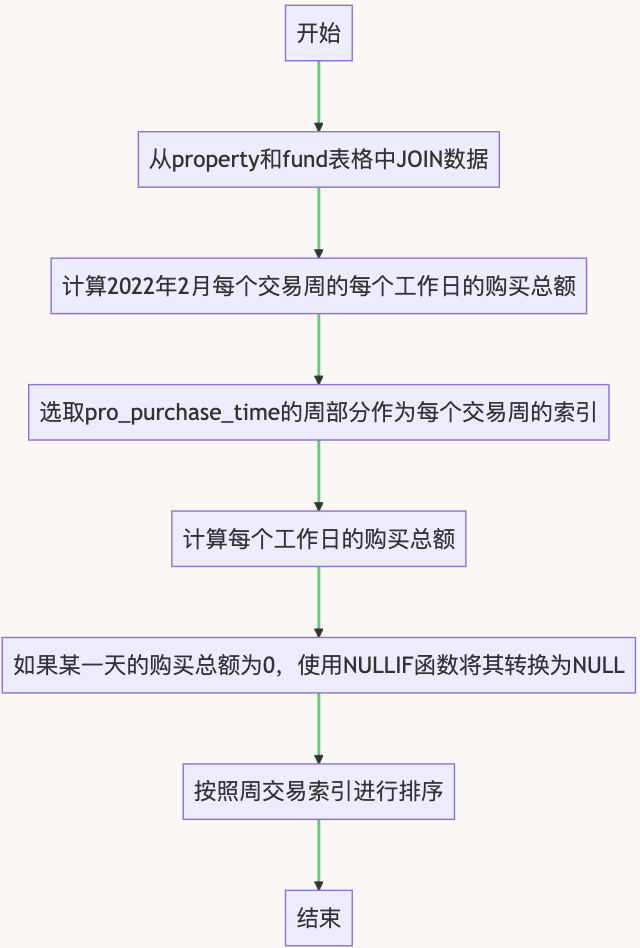 开始
从property和fund表格中JOIN数据
计算2022年2月每个交易周的每个工作日的购买总额
选取pro_purchase_time的周部分作为每个交易周的索引
计算每个工作日的购买总额
如果某一天的购买总额为0，使用NULLIF函数将其转换为NULL
按照周交易索引进行排序
结束